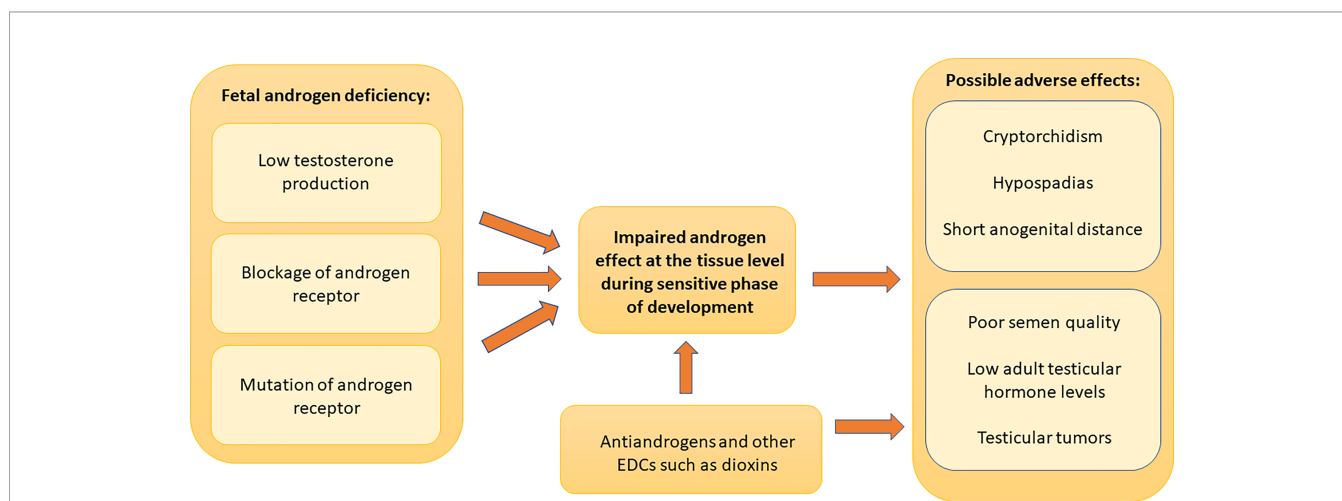 Fetal androgen deficiency:
Low testosterone
production
Blockage of androgen
receptor
Mutation of androgen
receptor
Impaired androgen
effect at the tissue level
during sensitive phase
of development
Antiandrogens and other
EDCs such as dioxins
Possible adverse effects:
Cryptorchidism
Hypospadias
Short anogenital distance
Poor semen quality
Low adult testicular
hormone levels
Testicular tumors